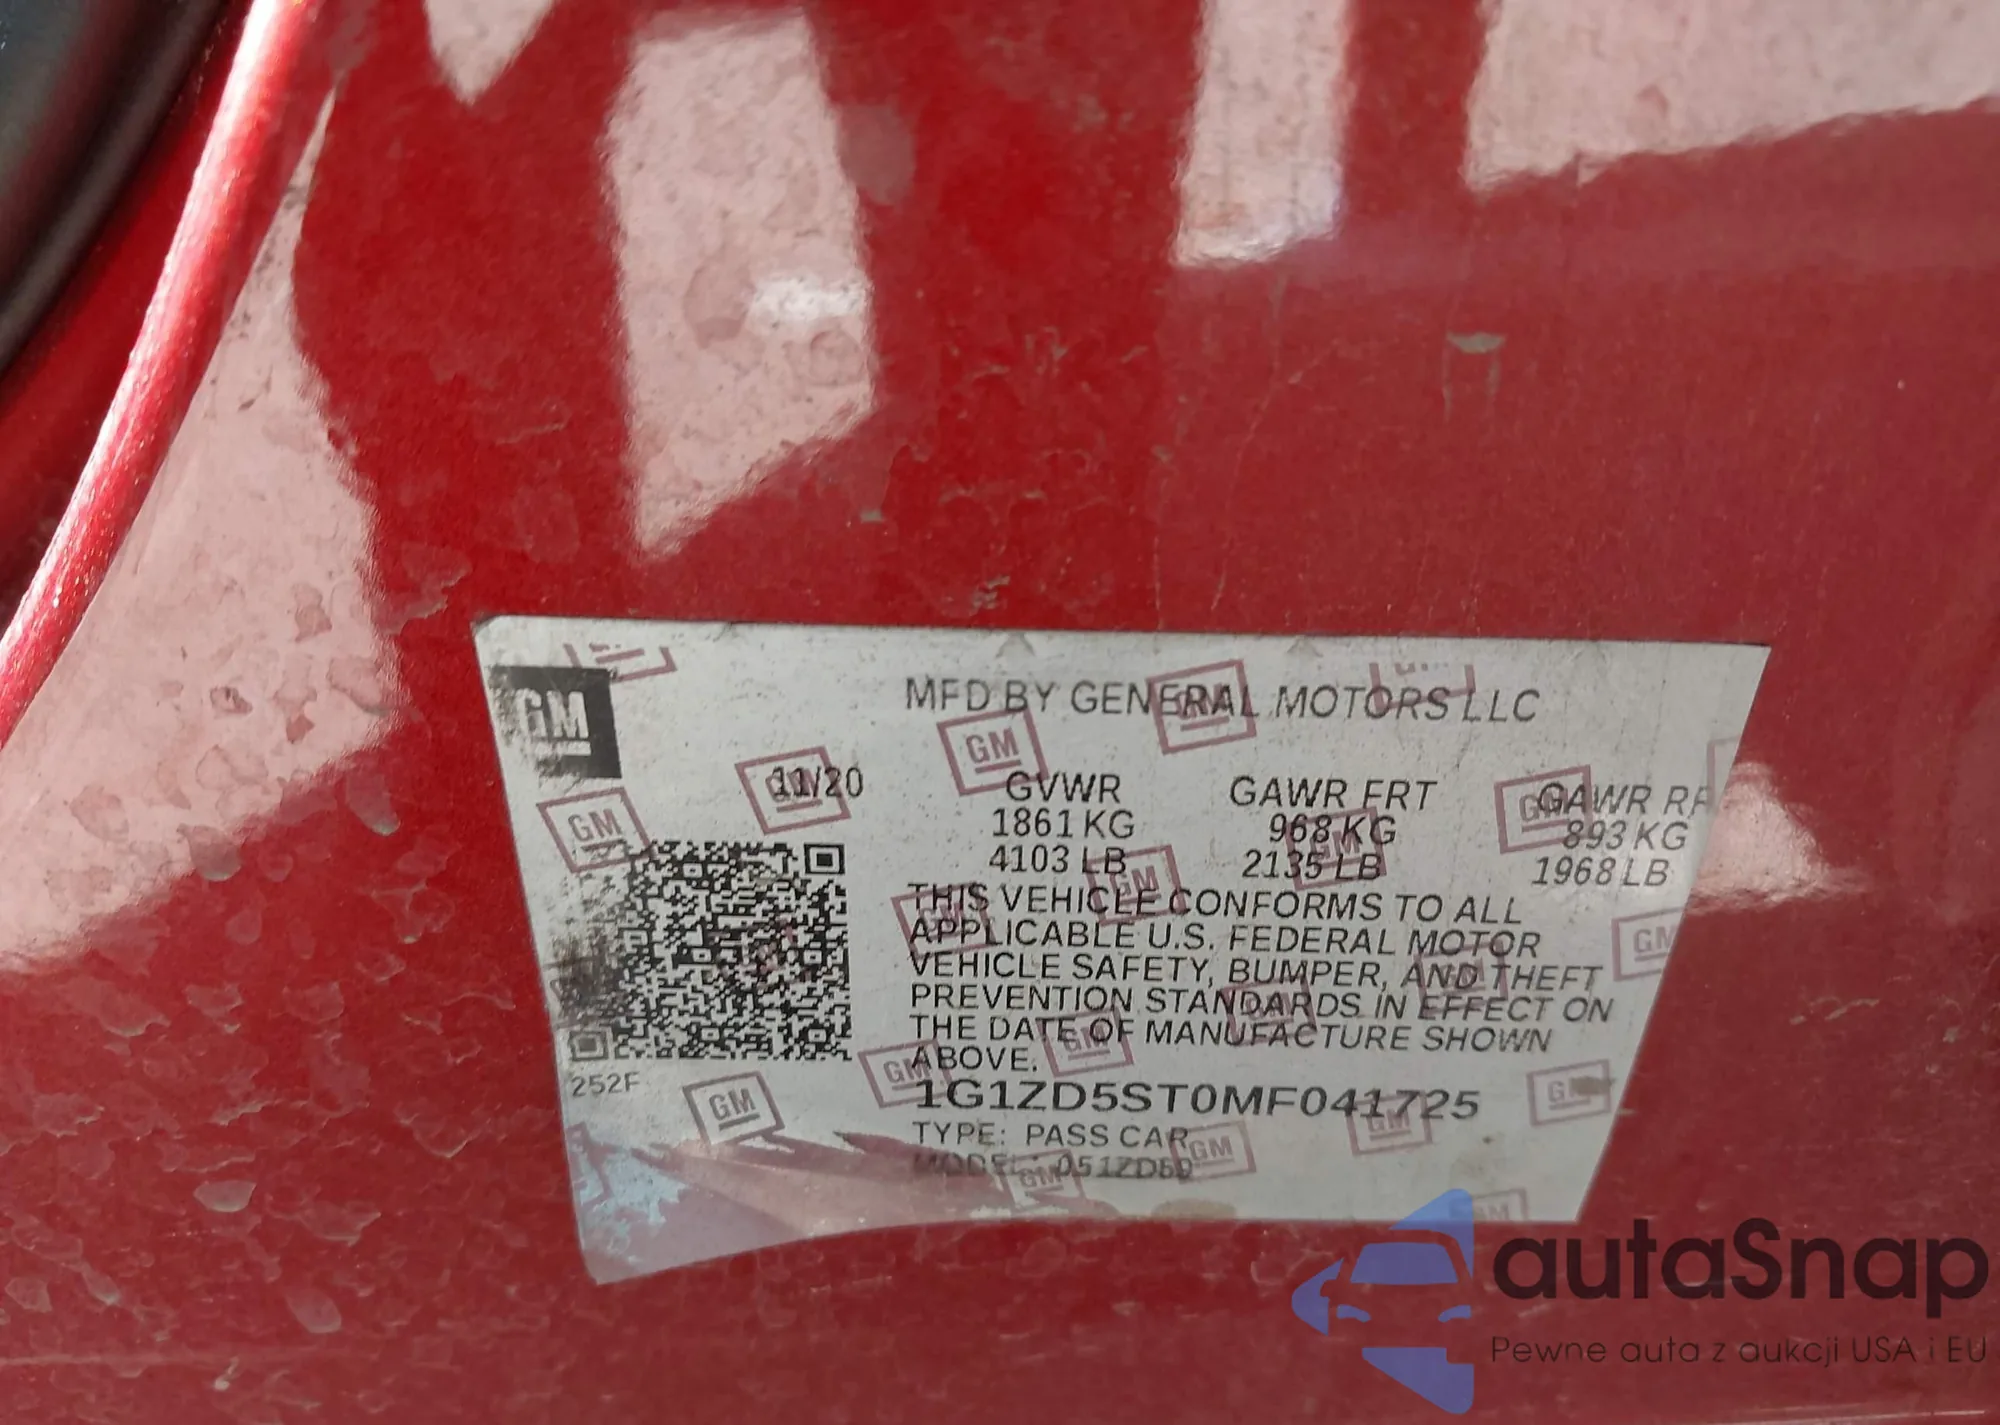 GM
MFD BY GENERAL MOTORS LLC
11/20 GVWR GAWR FRT GAWR RR
1861 KG 968 KG 893 KG
4103 LB 2135 LB 1968 LB
THIS VEHICLE CONFORMS TO ALL
APPLICABLE U.S. FEDERAL MOTOR
VEHICLE SAFETY, BUMPER, AND THEFT
PREVENTION STANDARDS IN EFFECT ON
THE DATE OF MANUFACTURE SHOWN
ABOVE.
252F
1G1ZD5ST0MF041725
TYPE: PASS CAR
MODEL: 
autaSnap
Pewne auta z aukcji USA i EU